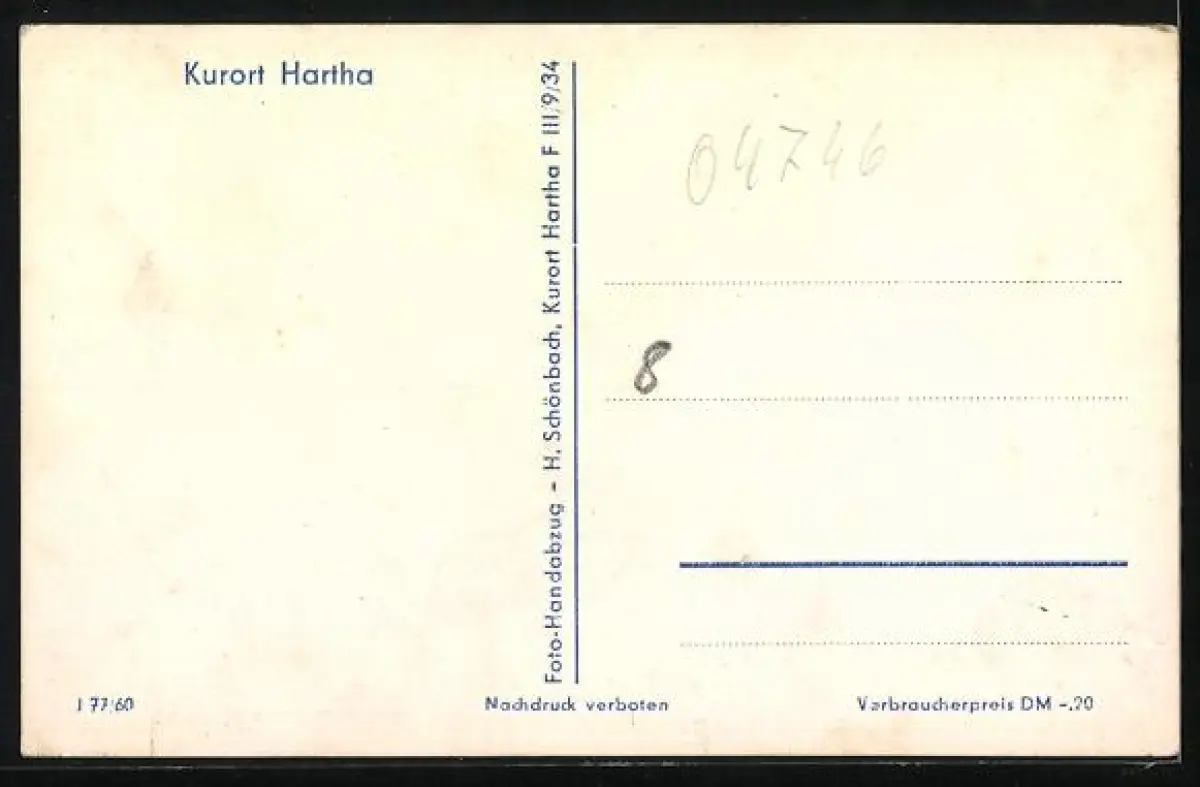 Kurort Hartha
Foto-Handabzug – H. Schönbach, Kurort Hartha F III/9/34
04746
8
J 77/60
Nachdruck verboten
Verbraucherpreis DM -.20